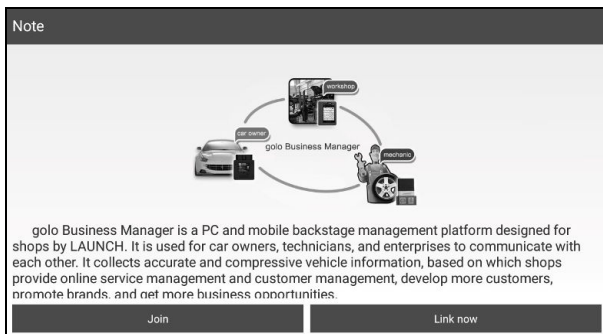 Note
workshop
car owner
golo Business Manager
mechanic
golo Business Manager is a PC and mobile backstage management platform designed for
shops by LAUNCH. It is used for car owners, technicians, and enterprises to communicate with
each other. It collects accurate and compressive vehicle information, based on which shops
provide online service management and customer management, develop more customers,
promote brands, and get more business opportunities.
Join
Link now